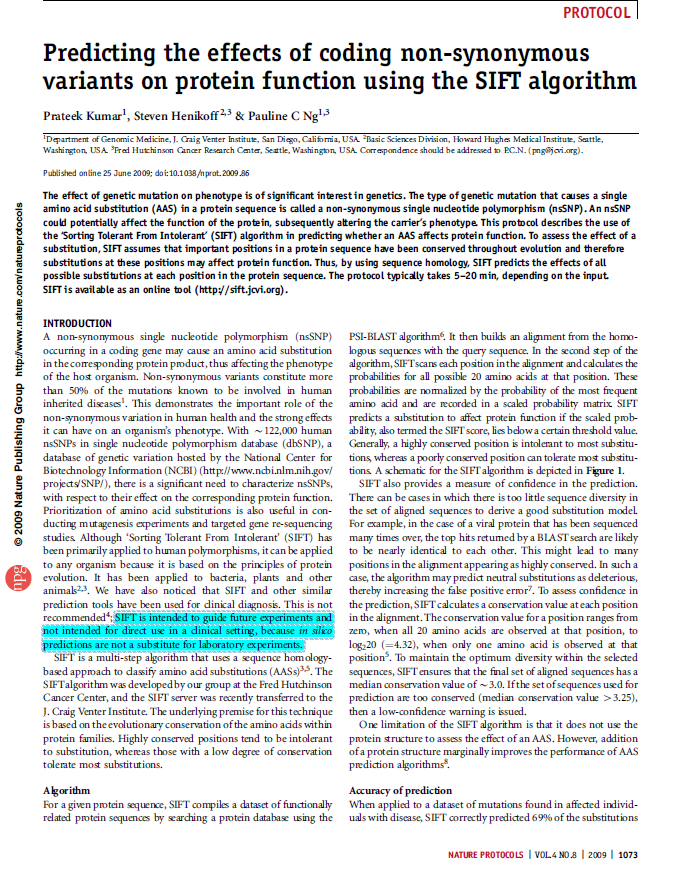 PROTOCOL
Predicting the effects of coding non-synonymous
variants on protein function using the SIFT algorithm
Prateek Kumar1, Steven Henikoff2,3 & Pauline C Ng1,3
1Department of Genomic Medicine, J. Craig Venter Institute, San Diego, California, USA. 2Basic Sciences Division, Howard Hughes Medical Institute, Seattle,
Washington, USA. 3Fred Hutchinson Cancer Research Center, Seattle, Washington, USA. Correspondence should be addressed to P.C.N. (png@jcvi.org).
Published online 25 June 2009; doi:10.1038/nprot.2009.86
The effect of genetic mutation on phenotype is of significant interest in genetics. The type of genetic mutation that causes a single
amino acid substitution (AAS) in a protein sequence is called a non-synonymous single nucleotide polymorphism (nsSNP). An nsSNP
could potentially affect the function of the protein, subsequently altering the carrier's phenotype. This protocol describes the use of
the 'Sorting Tolerant From Intolerant' (SIFT) algorithm in predicting whether an AAS affects protein function. To assess the effect of a
substitution, SIFT assumes that important positions in a protein sequence have been conserved throughout evolution and therefore
substitutions at these positions may affect protein function. Thus, by using sequence homology, SIFT predicts the effects of all
possible substitutions at each position in the protein sequence. The protocol typically takes 5–20 min, depending on the input.
SIFT is available as an online tool (http://sift.jcvi.org).
© 2009 Nature Publishing Group http://www.nature.com/natureprotocols
npg
INTRODUCTION
A non-synonymous single nucleotide polymorphism (nsSNP)
occurring in a coding gene may cause an amino acid substitution
in the corresponding protein product, thus affecting the phenotype
of the host organism. Non-synonymous variants constitute more
than 50% of the mutations known to be involved in human
inherited diseases1. This demonstrates the important role of the
non-synonymous variation in human health and the strong effects
it can have on an organism's phenotype. With ~122,000 human
nsSNPs in single nucleotide polymorphism database (dbSNP), a
database of genetic variation hosted by the National Center for
Biotechnology Information (NCBI) (http://www.ncbi.nlm.nih.gov/
projects/SNP/), there is a significant need to characterize nsSNPs,
with respect to their effect on the corresponding protein function.
Prioritization of amino acid substitutions is also useful in con-
ducting mutagenesis experiments and targeted gene re-sequencing
studies. Although 'Sorting Tolerant From Intolerant' (SIFT) has
been primarily applied to human polymorphisms, it can be applied
to any organism because it is based on the principles of protein
evolution. It has been applied to bacteria, plants and other
animals2,3. We have also noticed that SIFT and other similar
prediction tools have been used for clinical diagnosis. This is not
recommended4; SIFT is intended to guide future experiments and
not intended for direct use in a clinical setting, because in silico
predictions are not a substitute for laboratory experiments.
SIFT is a multi-step algorithm that uses a sequence homology-
based approach to classify amino acid substitutions (AASs)3,5. The
SIFT algorithm was developed by our group at the Fred Hutchinson
Cancer Center, and the SIFT server was recently transferred to the
J. Craig Venter Institute. The underlying premise for this technique
is based on the evolutionary conservation of the amino acids within
protein families. Highly conserved positions tend to be intolerant
to substitution, whereas those with a low degree of conservation
tolerate most substitutions.
Algorithm
For a given protein sequence, SIFT compiles a dataset of functionally
related protein sequences by searching a protein database using the
PSI-BLAST algorithm6. It then builds an alignment from the homo-
logous sequences with the query sequence. In the second step of the
algorithm, SIFT scans each position in the alignment and calculates the
probabilities for all possible 20 amino acids at that position. These
probabilities are normalized by the probability of the most frequent
amino acid and are recorded in a scaled probability matrix. SIFT
predicts a substitution to affect protein function if the scaled prob-
ability, also termed the SIFT score, lies below a certain threshold value.
Generally, a highly conserved position is intolerant to most substitu-
tions, whereas a poorly conserved position can tolerate most substitu-
tions. A schematic for the SIFT algorithm is depicted in Figure 1.
SIFT also provides a measure of confidence in the prediction.
There can be cases in which there is too little sequence diversity in
the set of aligned sequences to derive a good substitution model.
For example, in the case of a viral protein that has been sequenced
many times over, the top hits returned by a BLAST search are likely
to be nearly identical to each other. This might lead to many
positions in the alignment appearing as highly conserved. In such a
case, the algorithm may predict neutral substitutions as deleterious,
thereby increasing the false positive error7. To assess confidence in
the prediction, SIFT calculates a conservation value at each position
in the alignment. The conservation value for a position ranges from
zero, when all 20 amino acids are observed at that position, to
log220 (=4.32), when only one amino acid is observed at that
position5. To maintain the optimum diversity within the selected
sequences, SIFT ensures that the final set of aligned sequences has a
median conservation value of ~3.0. If the set of sequences used for
prediction are too conserved (median conservation value >3.25),
then a low-confidence warning is issued.
One limitation of the SIFT algorithm is that it does not use the
protein structure to assess the effect of an AAS. However, addition
of a protein structure marginally improves the performance of AAS
prediction algorithms8.
Accuracy of prediction
When applied to a dataset of mutations found in affected individ-
uals with disease, SIFT correctly predicted 69% of the substitutions
NATURE PROTOCOLS | VOL.4 NO.8 | 2009 | 1073